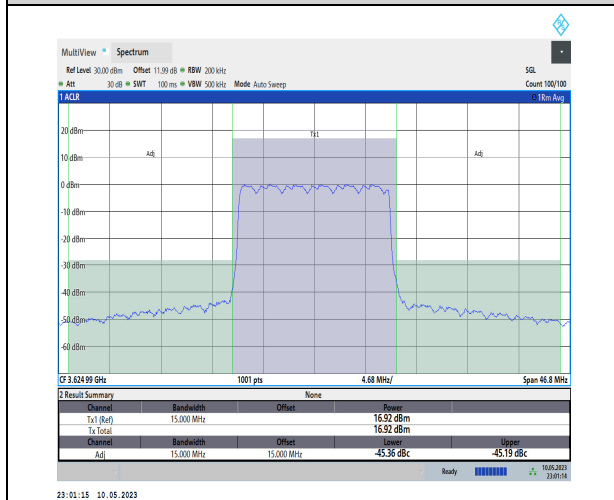 MultiView Spectrum
Ref Level 30.00 dBm Offset 11.99 dB RBW 200 kHz SGL
Att 30 dB SWT 100 ms VBW 500 kHz Mode Auto Sweep Count 100/100
1 ACLR 1Rm Avg
20 dBm
Tx1
10 dBm Adj Adj
0 dBm
-10 dBm
-20 dBm
-30 dBm
-40 dBm
-50 dBm
-60 dBm
CF 3.624 99 GHz 1001 pts 4.68 MHz/ Span 46.8 MHz
2 Result Summary None
Channel Bandwidth Offset Power
Tx1 (Ref) 15.000 MHz 16.92 dBm
Tx Total 16.92 dBm
Channel Bandwidth Offset Lower Upper
Adj 15.000 MHz 15.000 MHz -45.36 dBc -45.19 dBc
Ready 10.05.2023
23:01:14
23:01:15 10.05.2023